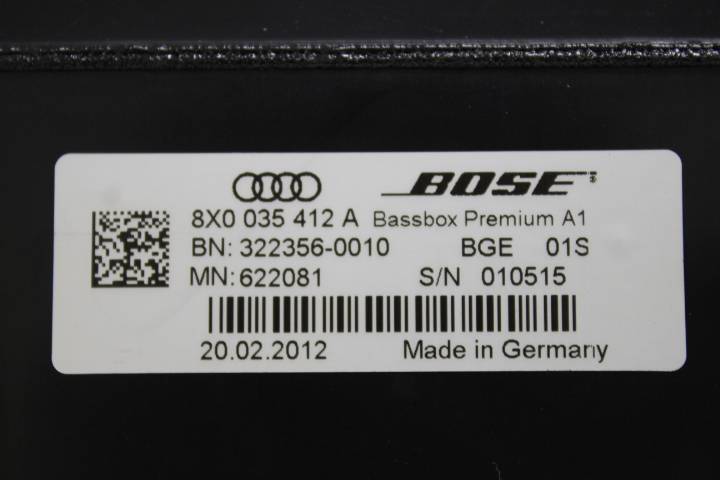 BOSE
8X0 035 412 A Bassbox Premium A1
BN: 322356-0010 BGE 01S
MN: 622081 S/N 010515
20.02.2012 Made in Germany